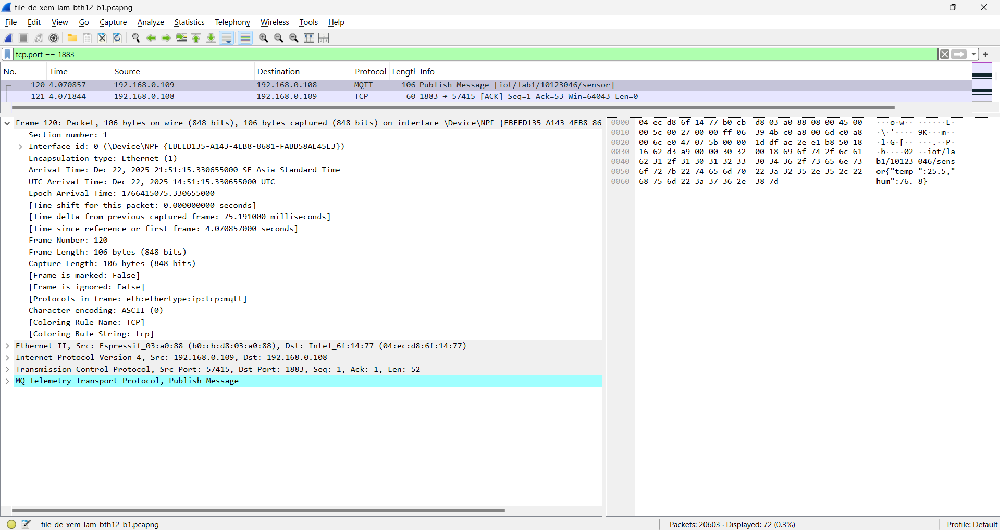 file-de-xem-lam-bth12-b1.pcapng
File Edit View Go Capture Analyze Statistics Telephony Wireless Tools Help
tcp.port == 1883
No. Time Source Destination Protocol Lengtl Info
120 4.070857 192.168.0.109 192.168.0.108 MQTT 106 Publish Message [iot/lab1/10123046/sensor]
121 4.071844 192.168.0.108 192.168.0.109 TCP 60 1883 → 57415 [ACK] Seq=1 Ack=53 Win=64043 Len=0
Frame 120: Packet, 106 bytes on wire (848 bits), 106 bytes captured (848 bits) on interface \Device\NPF_{EBEED135-A143-4EB8-86
Section number: 1
Interface id: 0 (\Device\NPF_{EBEED135-A143-4EB8-8681-FABB58AE45E3})
Encapsulation type: Ethernet (1)
Arrival Time: Dec 22, 2025 21:51:15.330655000 SE Asia Standard Time
UTC Arrival Time: Dec 22, 2025 14:51:15.330655000 UTC
Epoch Arrival Time: 1766415075.330655000
[Time shift for this packet: 0.000000000 seconds]
[Time delta from previous captured frame: 75.191000 milliseconds]
[Time since reference or first frame: 4.070857000 seconds]
Frame Number: 120
Frame Length: 106 bytes (848 bits)
Capture Length: 106 bytes (848 bits)
[Frame is marked: False]
[Frame is ignored: False]
[Protocols in frame: eth:ethertype:ip:tcp:mqtt]
Character encoding: ASCII (0)
[Coloring Rule Name: TCP]
[Coloring Rule String: tcp]
Ethernet II, Src: Espressif_03:a0:88 (b0:cb:d8:03:a0:88), Dst: Intel_6f:14:77 (04:ec:d8:6f:14:77)
Internet Protocol Version 4, Src: 192.168.0.109, Dst: 192.168.0.108
Transmission Control Protocol, Src Port: 57415, Dst Port: 1883, Seq: 1, Ack: 1, Len: 52
MQ Telemetry Transport Protocol, Publish Message
0000 04 ec d8 6f 14 77 b0 cb d8 03 a0 88 08 00 45 00 ···o·w·· ······E·
0010 00 5c 00 27 00 00 ff 06 39 4b c0 a8 00 6d c0 a8 ·\·'···· 9K···m··
0020 00 6c e0 47 07 5b 00 00 1d df ac 2e e1 b8 50 18 ·l·G·[·· ···.··P·
0030 16 62 d3 a9 00 00 30 32 00 18 69 6f 74 2f 6c 61 ·b····02 ··iot/la
0040 62 31 2f 31 30 31 32 33 30 34 36 2f 73 65 6e 73 b1/10123 046/sens
0050 6f 72 7b 22 74 65 6d 70 22 3a 32 35 2e 35 2c 22 or{"temp ":25.5,"
0060 68 75 6d 22 3a 37 36 2e 38 7d hum":76. 8}
file-de-xem-lam-bth12-b1.pcapng
Packets: 20603 · Displayed: 72 (0.3%)
Profile: Default